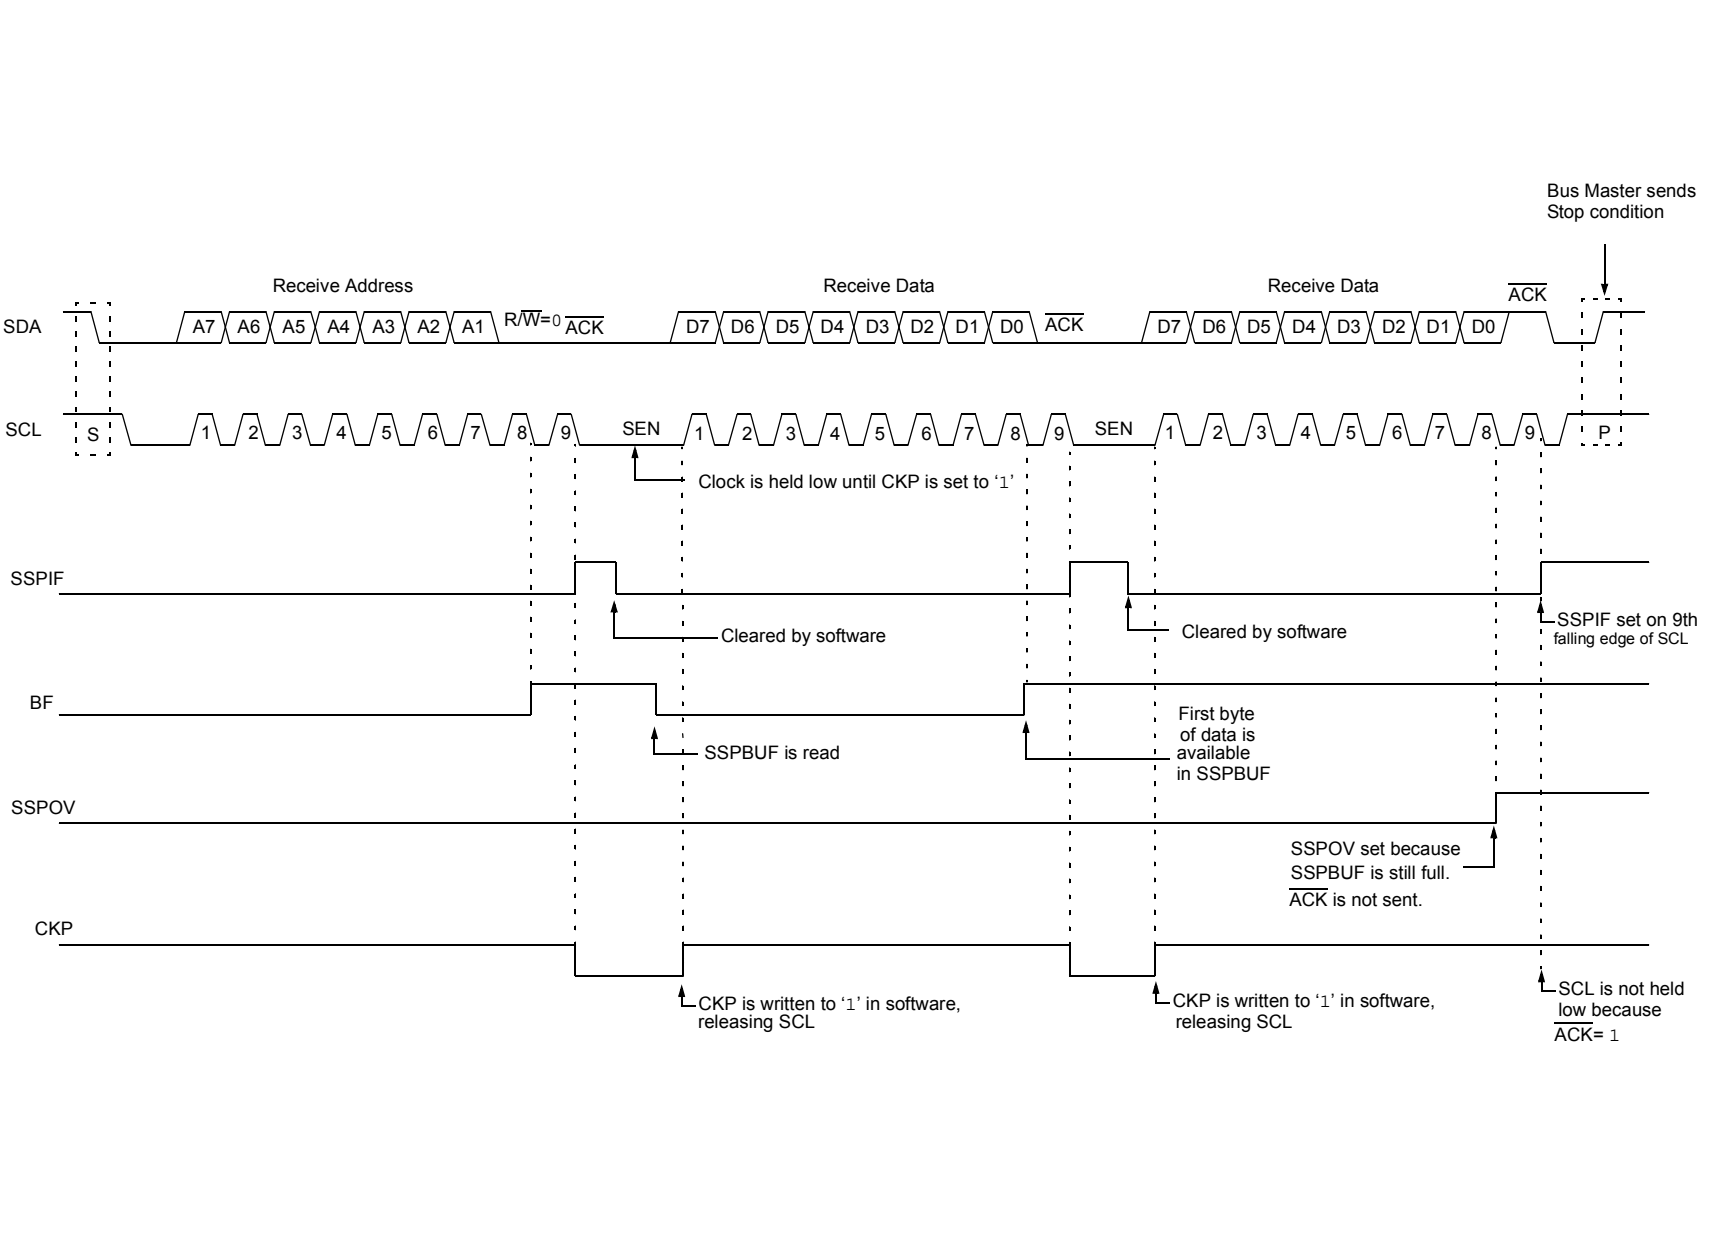 Bus Master sends
Stop condition
Receive Address
Receive Data
Receive Data
ACK
SDA
A7 A6 A5 A4 A3 A2 A1 R/W=0 ACK
D7 D6 D5 D4 D3 D2 D1 D0 ACK
D7 D6 D5 D4 D3 D2 D1 D0
SCL
S
1 2 3 4 5 6 7 8 9 SEN
1 2 3 4 5 6 7 8 9 SEN
1 2 3 4 5 6 7 8 9
P
Clock is held low until CKP is set to ‘1’
SSPIF
Cleared by software
Cleared by software
SSPIF set on 9th
falling edge of SCL
BF
SSPBUF is read
First byte
of data is
available
in SSPBUF
SSPOV
SSPOV set because
SSPBUF is still full.
ACK is not sent.
CKP
CKP is written to ‘1’ in software,
releasing SCL
CKP is written to ‘1’ in software,
releasing SCL
SCL is not held
low because
ACK= 1